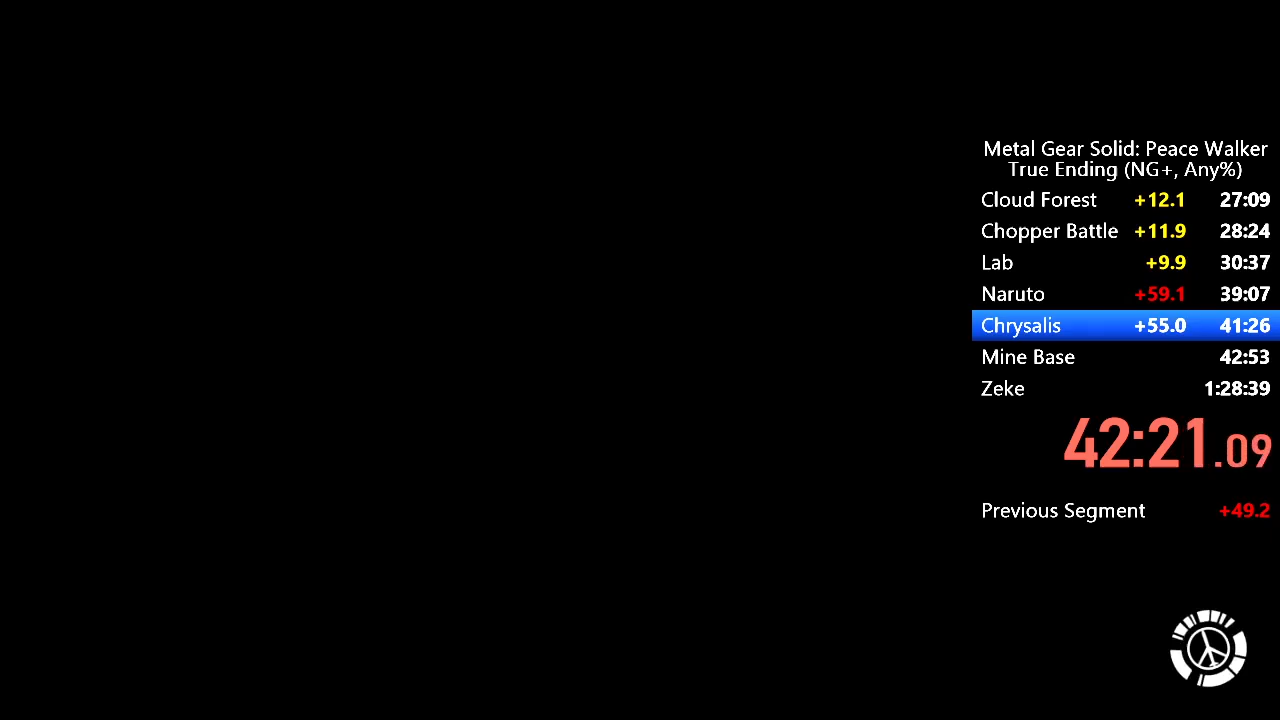 Metal Gear Solid: Peace Walker
True Ending (NG+, Any%)
Cloud Forest +12.1 27:09
Chopper Battle +11.9 28:24
Lab +9.9 30:37
Naruto +59.1 39:07
Chrysalis +55.0 41:26
Mine Base 42:53
Zeke 1:28:39
42:21.09
Previous Segment +49.2